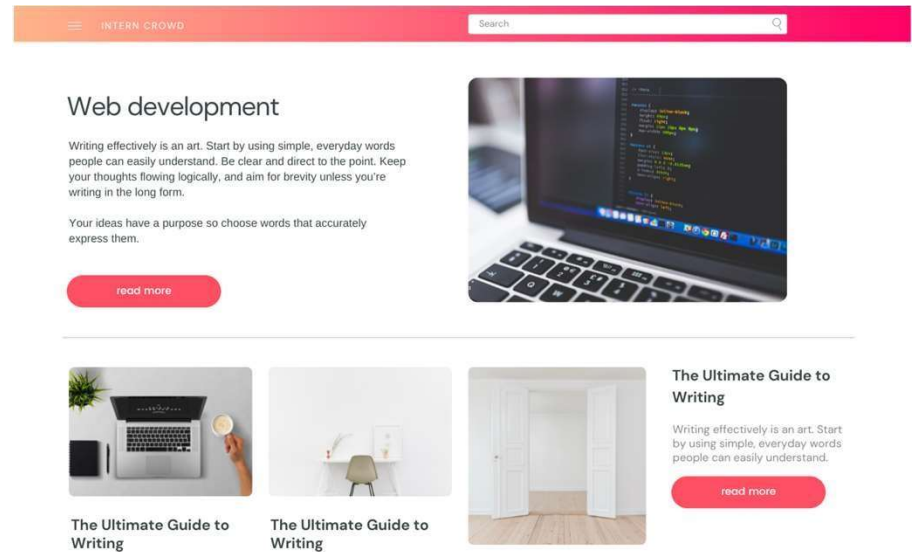 INTERN CROWD
Search
Web development
Writing effectively is an art. Start by using simple, everyday words
people can easily understand. Be clear and direct to the point. Keep
your thoughts flowing logically, and aim for brevity unless you're
writing in the long form.
Your ideas have a purpose so choose words that accurately
express them.
read more
The Ultimate Guide to
Writing
The Ultimate Guide to
Writing
The Ultimate Guide to
Writing
Writing effectively is an art. Start
by using simple, everyday words
people can easily understand.
read more